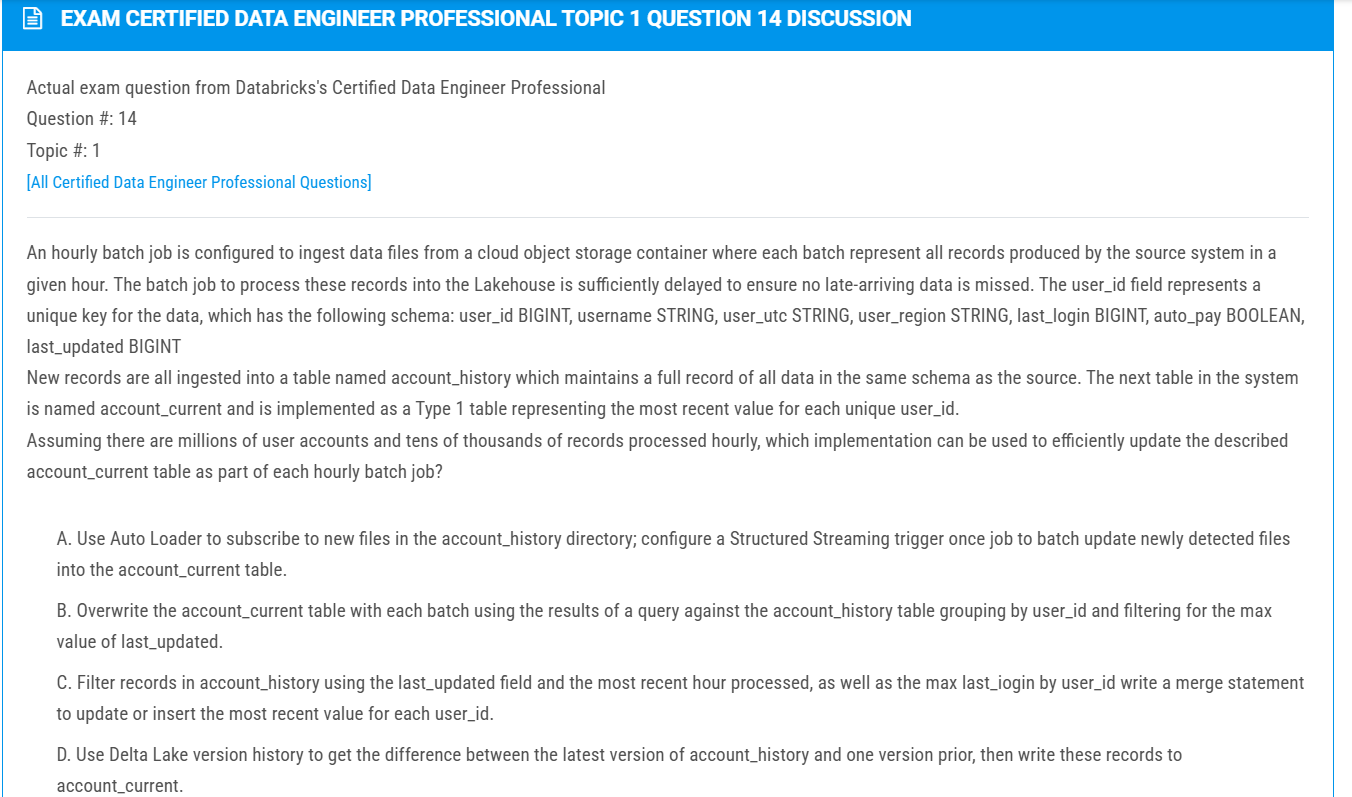 EXAM CERTIFIED DATA ENGINEER PROFESSIONAL TOPIC 1 QUESTION 14 DISCUSSION
Actual exam question from Databricks's Certified Data Engineer Professional
Question #: 14
Topic #: 1
[All Certified Data Engineer Professional Questions]
An hourly batch job is configured to ingest data files from a cloud object storage container where each batch represent all records produced by the source system in a
given hour. The batch job to process these records into the Lakehouse is sufficiently delayed to ensure no late-arriving data is missed. The user_id field represents a
unique key for the data, which has the following schema: user_id BIGINT, username STRING, user_utc STRING, user_region STRING, last_login BIGINT, auto_pay BOOLEAN,
last_updated BIGINT
New records are all ingested into a table named account_history which maintains a full record of all data in the same schema as the source. The next table in the system
is named account_current and is implemented as a Type 1 table representing the most recent value for each unique user_id.
Assuming there are millions of user accounts and tens of thousands of records processed hourly, which implementation can be used to efficiently update the described
account_current table as part of each hourly batch job?
A. Use Auto Loader to subscribe to new files in the account_history directory; configure a Structured Streaming trigger once job to batch update newly detected files
into the account_current table.
B. Overwrite the account_current table with each batch using the results of a query against the account_history table grouping by user_id and filtering for the max
value of last_updated.
C. Filter records in account_history using the last_updated field and the most recent hour processed, as well as the max last_iogin by user_id write a merge statement
to update or insert the most recent value for each user_id.
D. Use Delta Lake version history to get the difference between the latest version of account_history and one version prior, then write these records to
account_current.